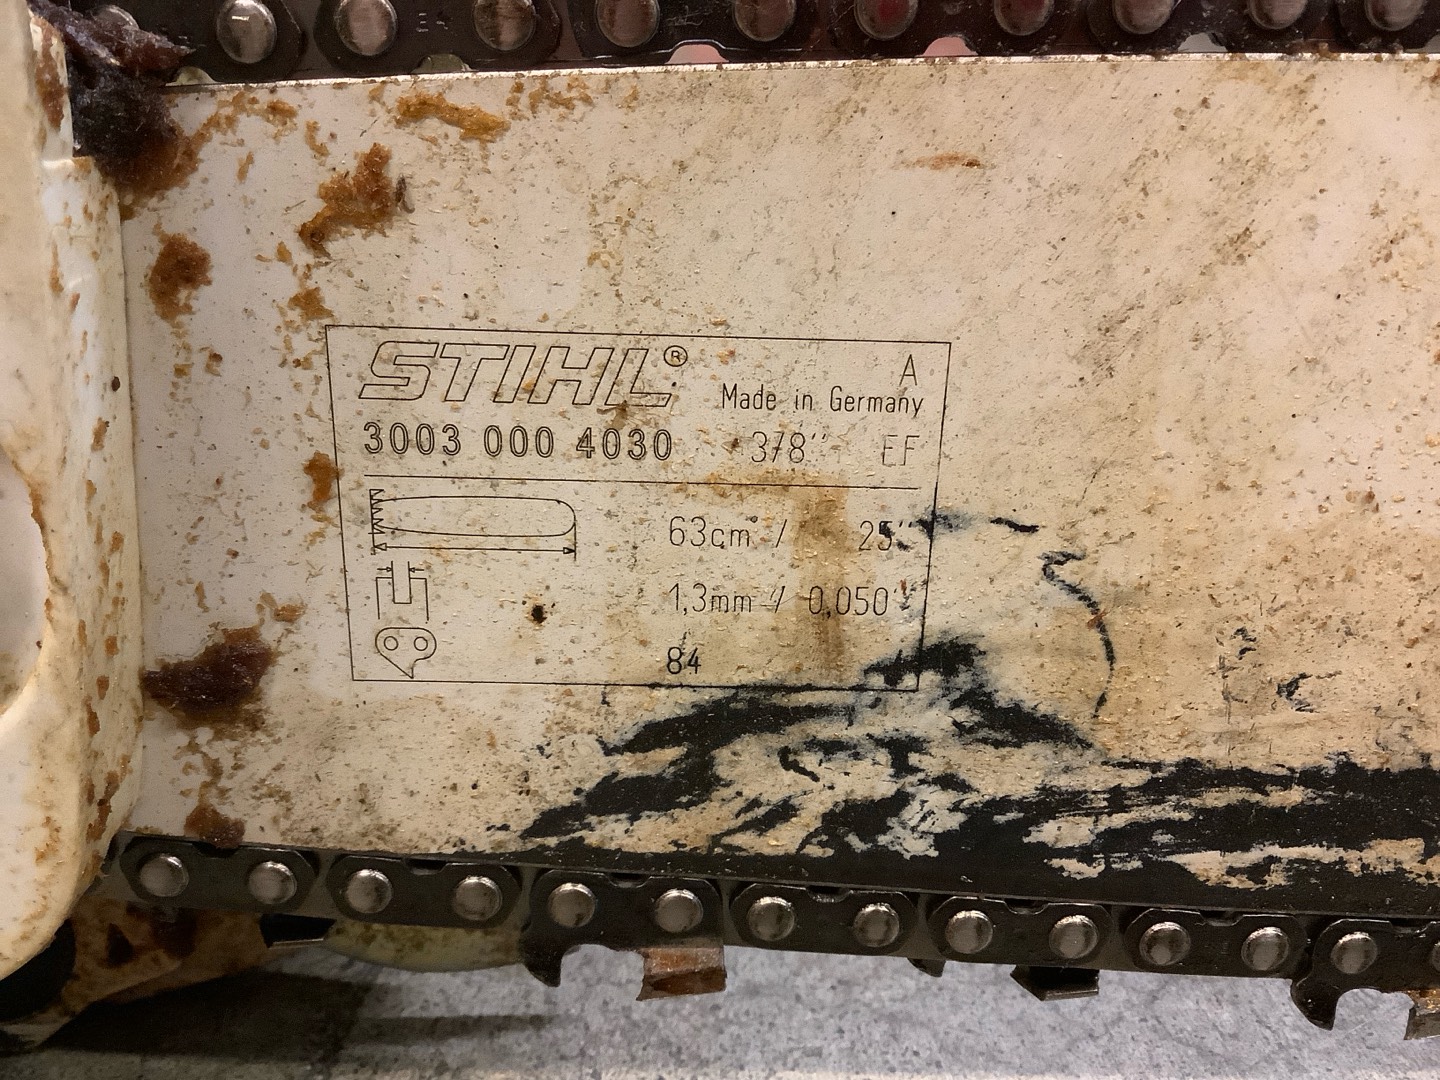 STIHL®
A
Made in Germany
3003 000 4030 3/8" EF
63cm / 25"
1,3mm / 0,050"
84